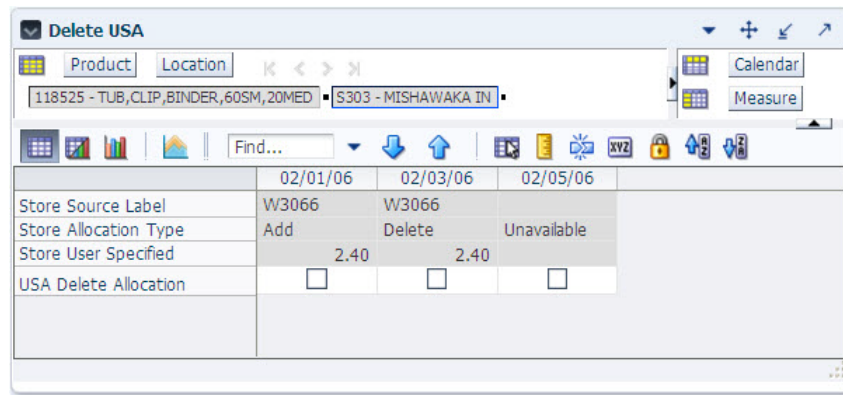 Delete USA
Product Location Calendar
118525 - TUB,CLIP,BINDER,60SM,20MED S303 - MISHAWAKA IN Measure
Find... XYZ A Z Z A
02/01/06 02/03/06 02/05/06
Store Source Label W3066 W3066
Store Allocation Type Add Delete Unavailable
Store User Specified 2.40 2.40
USA Delete Allocation